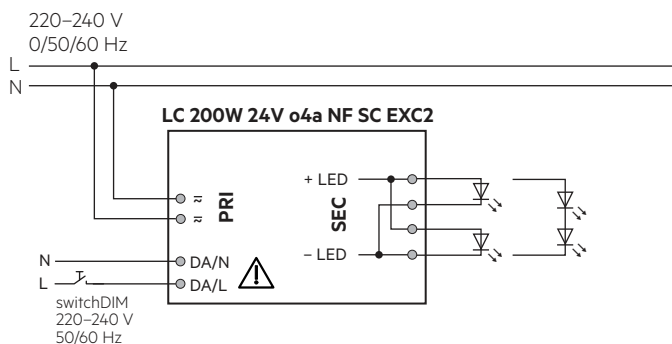 220–240 V
0/50/60 Hz
L
N
LC 200W 24V o4a NF SC EXC2
+ LED
PRI
SEC
– LED
N
DA/N
L
DA/L
switchDIM
220–240 V
50/60 Hz